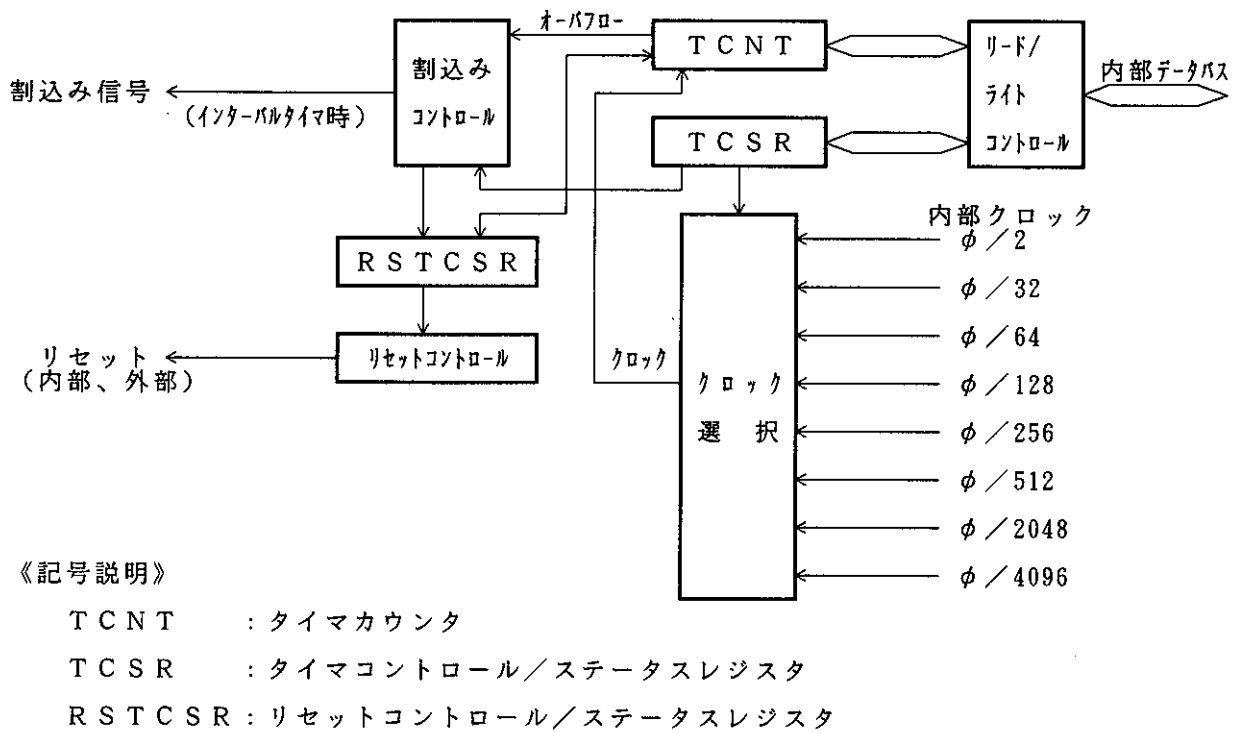 オーバフロー
TCNT
リード/
ライト
コントロール
内部データバス
割込み
コントロール
割込み信号
(インターバルタイマ時)
TCSR
内部クロック
φ/2
RSTCSR
φ/32
リセット
(内部、外部)
リセットコントロール
クロック
φ/64
クロック
選択
φ/128
φ/256
φ/512
φ/2048
φ/4096
《記号説明》
TCNT :タイマカウンタ
TCSR :タイマコントロール/ステータスレジスタ
RSTCSR:リセットコントロール/ステータスレジスタ